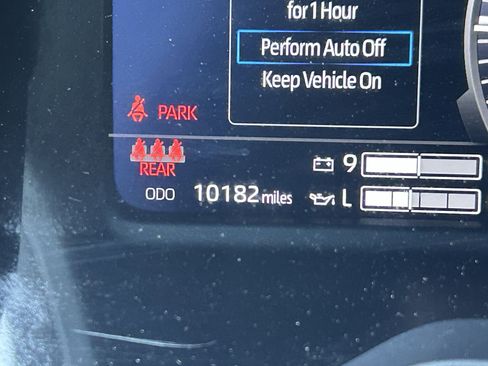 for 1 Hour
Perform Auto Off
Keep Vehicle On
PARK
REAR
9
ODO 10182 miles
L